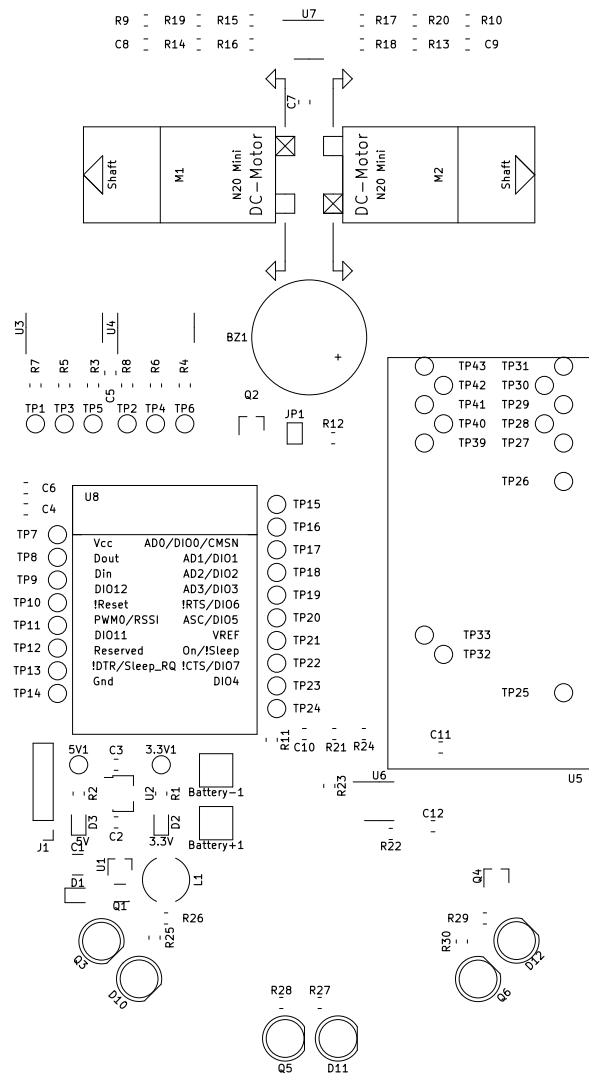 U7
R9 R19 R15 R17 R20 R10
C8 R14 R16 R18 R13 C9
C7
Shaft M1 N20 Mini DC-Motor DC-Motor N20 Mini M2 Shaft
U3 U4 BZ1 +
R7 R5 R3 R8 R6 R4
C5
TP1 TP3 TP5 TP2 TP4 TP6
Q2 JP1 R12
TP43 TP31
TP42 TP30
TP41 TP29
TP40 TP28
TP39 TP27
TP26
C6
C4
U8
TP7
TP8
TP9
TP10
TP11
TP12
TP13
TP14
Vcc AD0/DIO0/CMSN
Dout AD1/DIO1
Din AD2/DIO2
DIO12 AD3/DIO3
!Reset !RTS/DIO6
PWM0/RSSI ASC/DIO5
DIO11 VREF
Reserved On/!Sleep
!DTR/Sleep_RQ !CTS/DIO7
Gnd DIO4
TP15
TP16
TP17
TP18
TP19
TP20
TP21
TP22
TP23
TP24
TP33
TP32
TP25
R11 C10 R21 R24 C11
5V1 C3 3.3V1
U6 U5
R2 U2 R1 Battery-1 R23
D3 D2
C12
J1 5V C2 3.3V Battery+1 R22
C1
U1
D1 Q1 L1 Q4
R26 R29
Q3 R25 R30 D12
D10 Q6
R28 R27
Q5 D11